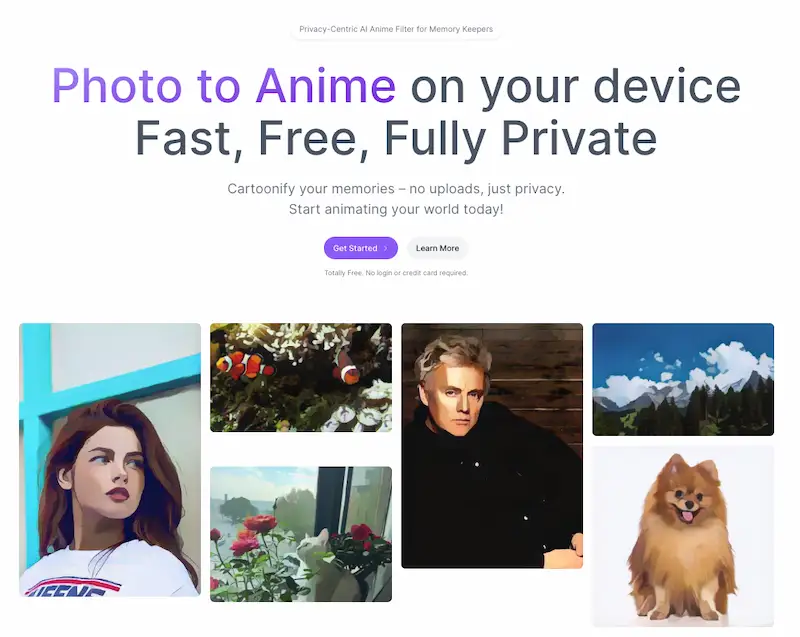 Privacy-Centric AI Anime Filter for Memory Keepers
Photo to Anime on your device
Fast, Free, Fully Private
Cartoonify your memories – no uploads, just privacy.
Start animating your world today!
Get Started
Learn More
Totally Free. No login or credit card required.